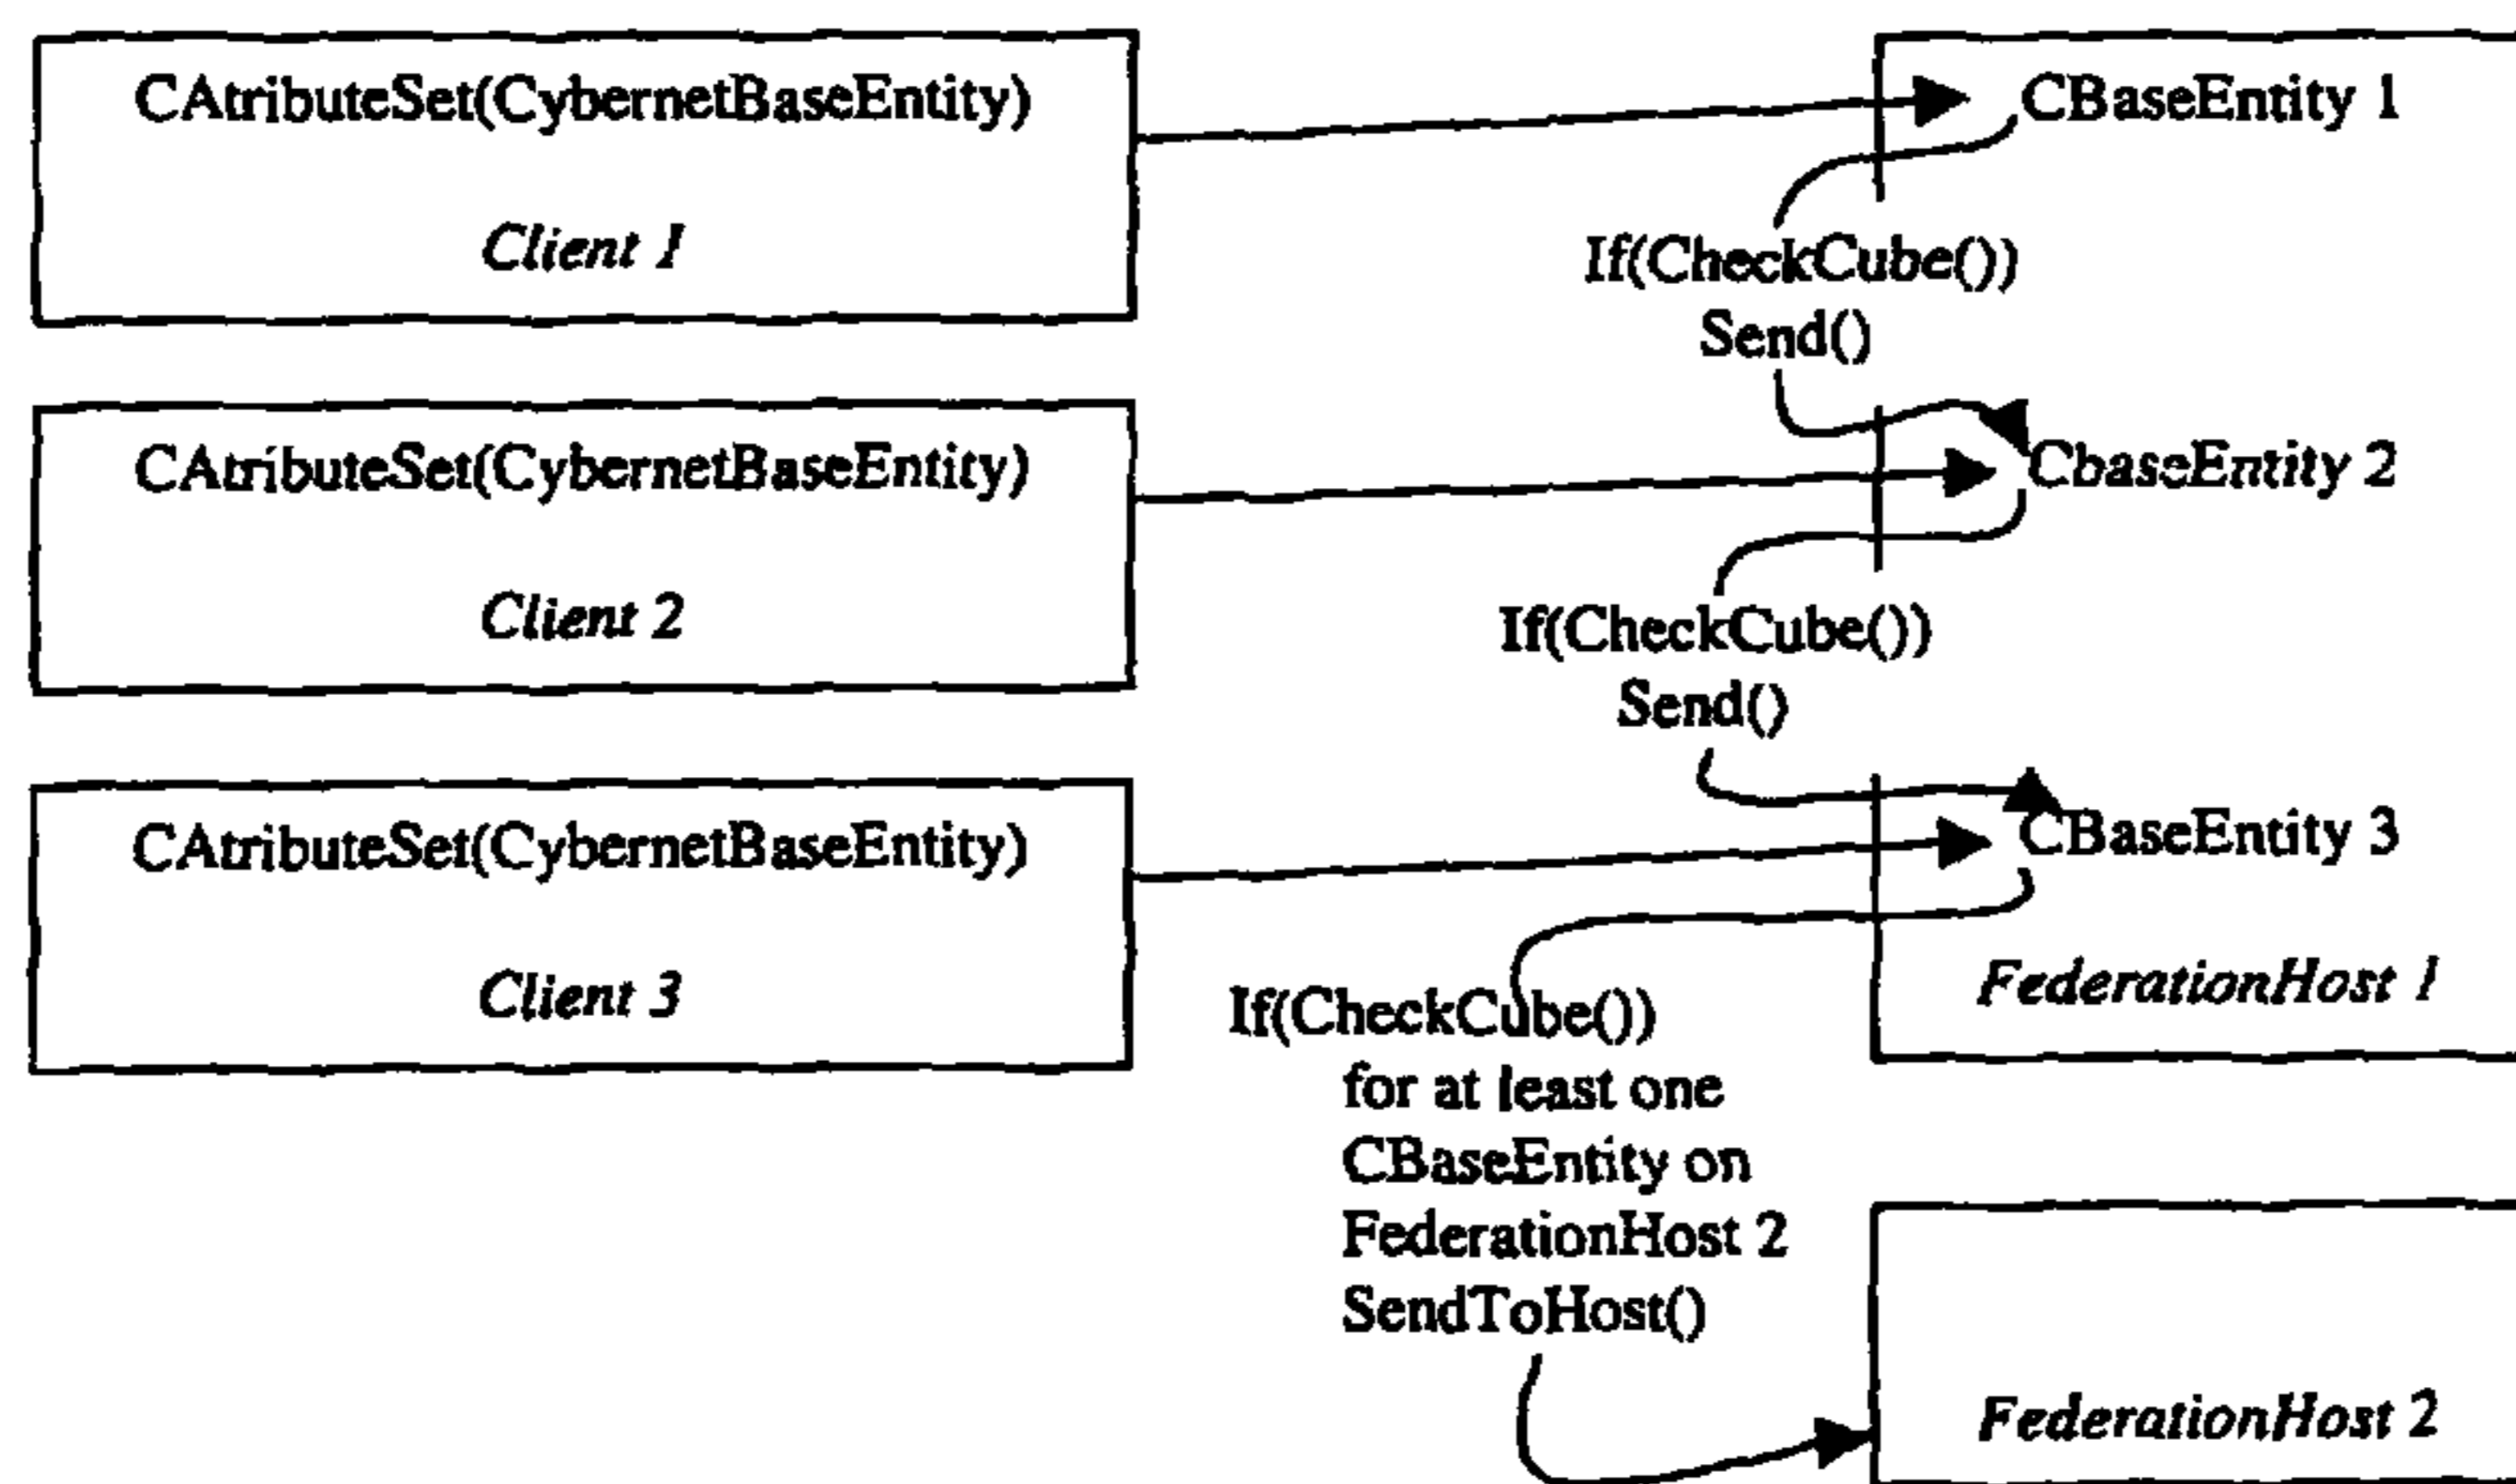 CAtributeSet(CybernetBaseEntity)
Client 1
CBaseEntity 1
If(CheckCube())
Send()
CAtributeSet(CybernetBaseEntity)
Client 2
CbaseEntity 2
If(CheckCube())
Send()
CAtributeSet(CybernetBaseEntity)
Client 3
CBaseEntity 3
FederationHost 1
If(CheckCube())
for at least one
CBaseEntity on
FederationHost 2
SendToHost()
FederationHost 2